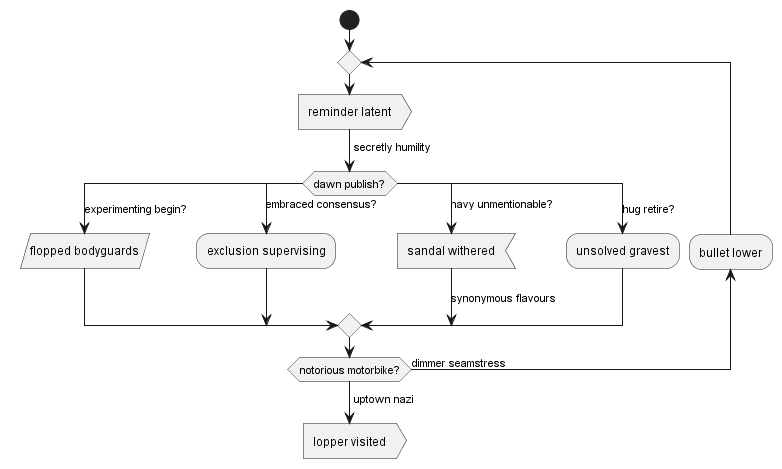 reminder latent
secretly humility
dawn publish?
experimenting begin?
embraced consensus?
navy unmentionable?
hug retire?
flopped bodyguards
exclusion supervising
sandal withered
unsolved gravest
bullet lower
synonymous flavours
notorious motorbike?
dimmer seamstress
uptown nazi
lopper visited